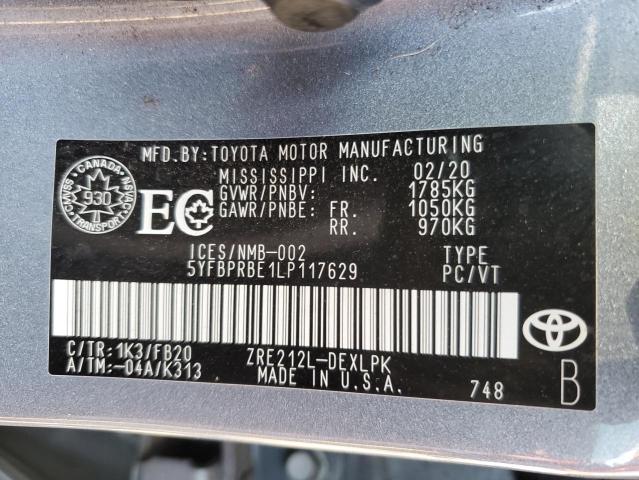 MFD.BY:TOYOTA MOTOR MANUFACTURING
MISSISSIPPI INC. 02/20
GVWR/PNBV: 1785KG
GAWR/PNBE: FR. 1050KG
RR. 970KG
CANADA
CMVSS NSVAC
930
TRANSPORT
EC
ICES/NMB-002 TYPE
5YFBPRBE1LP117629 PC/VT
C/TR:1K3/FB20 ZRE212L-DEXLPK
A/TM:-04A/K313 MADE IN U.S.A. 748
B